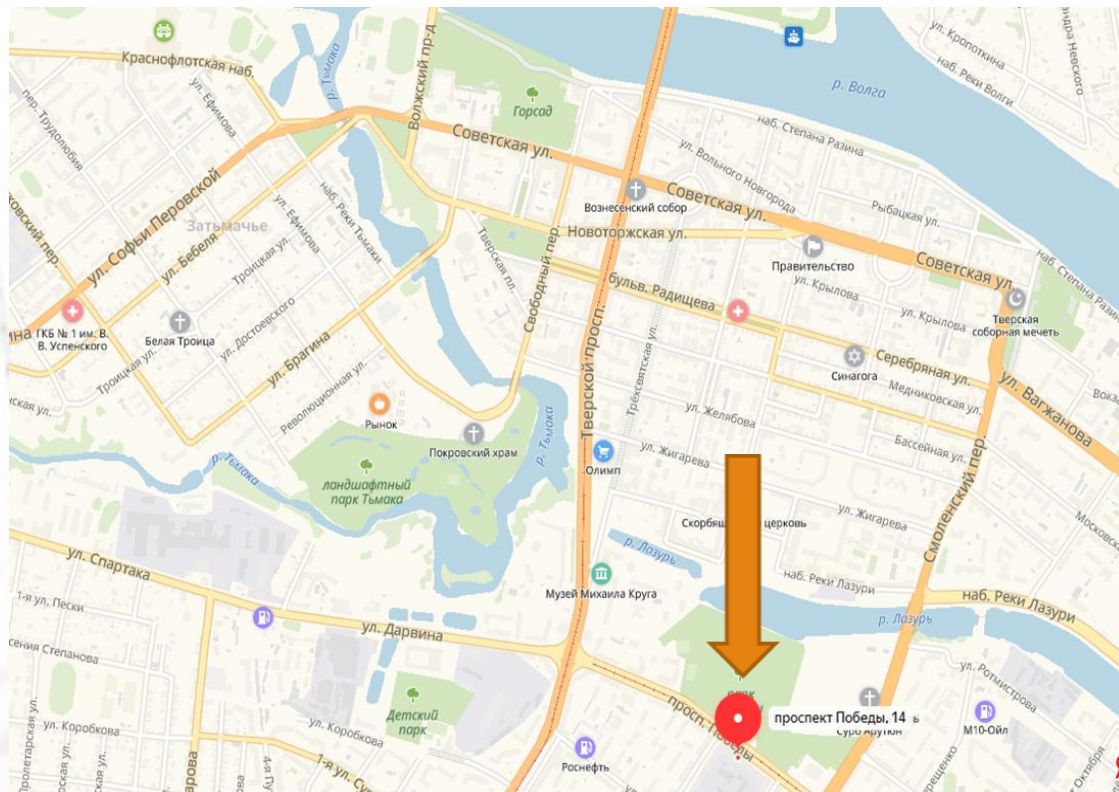 Краснофлотская наб.
пер. Трудолюбия
ул. Ефимова
р. Тьмака
Волжский пр-д
Горсад
Советская ул.
р. Волга
ул. Кропоткина
наб. Реки Волги
наб. Степана Разина
ул. Вольного Новгорода
Вознесенский собор
Советская ул.
Рыбацкая ул.
Новоторжская ул.
Правительство
Советская ул.
наб. Степана Разина
Затьмачье
ул. Софьи Перовской
ул. Бебеля
ул. Ефимова
наб. Реки Тьмаки
Троицкая ул.
Тверская пл.
Свободный пер.
бульв. Радищева
ул. Крылова
ул. Крылова
Тверская
соборная мечеть
ГКБ № 1 им. В.
В. Успенского
Белая Троица
ул. Достоевского
Троицкая ул.
ул. Брагина
Революционная ул.
Рынок
Покровский храм
р. Тьмака
Тверской просп.
Трёхсвятская ул.
Синагога
Серебряная ул.
Медниковская ул.
ул. Вагжанова
ул. Желябова
Бассейная ул.
ул. Жигарева
Олимп
р. Тьмака
ландшафтный
парк Тьмака
церковь
ул. Жигарева
Смоленский пер.
р. Лазурь
Музей Михаила Круга
наб. Реки Лазури
наб. Реки Лазури
р. Лазурь
ул. Спартака
1-я ул. Пески
ул. Дарвина
ул. Ротмистрова
Детский
парк
ул. Коробкова
ул. Коробкова
просп. Победы
проспект Победы, 14
М10-Ойл
Роснефть